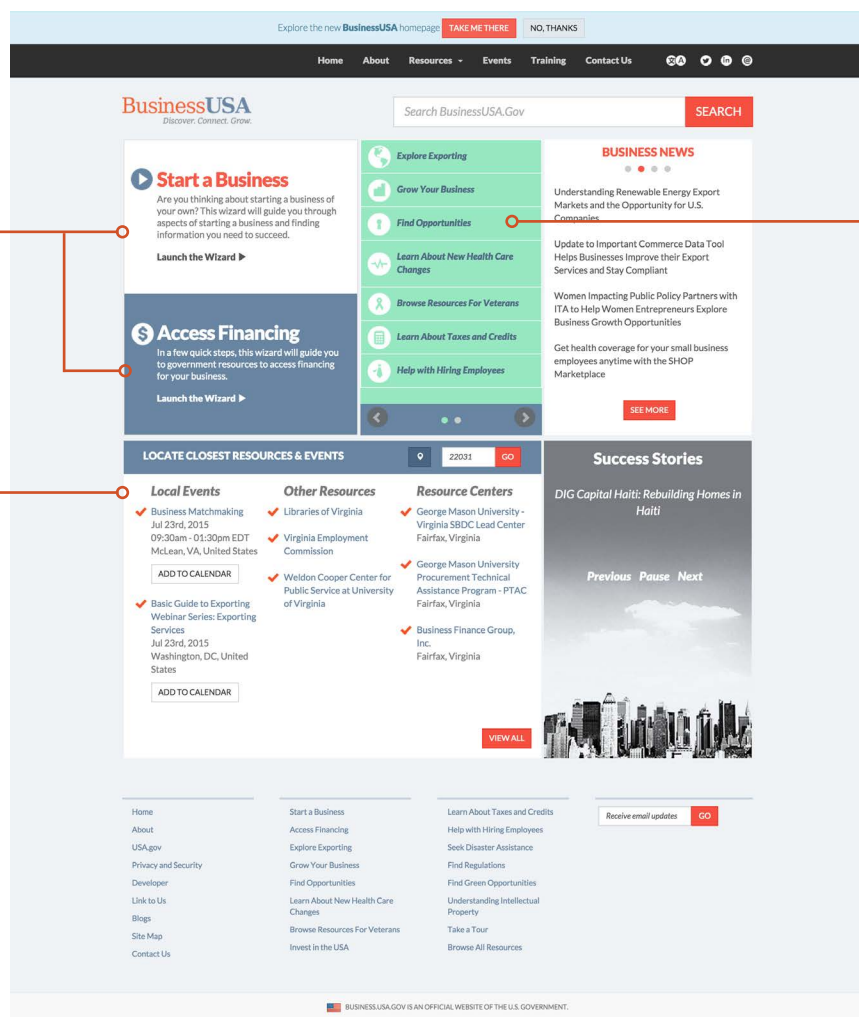 Explore the new BusinessUSA homepage TAKE ME THERE NO, THANKS
Home About Resources Events Training Contact Us
BusinessUSA
Discover. Connect. Grow.
Search BusinessUSA.Gov SEARCH
Start a Business
Are you thinking about starting a business of
your own? This wizard will guide you through
aspects of starting a business and finding
information you need to succeed.
Launch the Wizard
Access Financing
In a few quick steps, this wizard will guide you
to government resources to access financing
for your business.
Launch the Wizard
Explore Exporting
Grow Your Business
Find Opportunities
Learn About New Health Care
Changes
Browse Resources For Veterans
Learn About Taxes and Credits
Help with Hiring Employees
BUSINESS NEWS
Understanding Renewable Energy Export
Markets and the Opportunity for U.S.
Companies
Update to Important Commerce Data Tool
Helps Businesses Improve their Export
Services and Stay Compliant
Women Impacting Public Policy Partners with
ITA to Help Women Entrepreneurs Explore
Business Growth Opportunities
Get health coverage for your small business
employees anytime with the SHOP
Marketplace
SEE MORE
LOCATE CLOSEST RESOURCES & EVENTS 22031 GO
Local Events
Business Matchmaking
Jul 23rd, 2015
09:30am - 01:30pm EDT
McLean, VA, United States
ADD TO CALENDAR
Basic Guide to Exporting
Webinar Series: Exporting
Services
Jul 23rd, 2015
Washington, DC, United
States
ADD TO CALENDAR
Other Resources
Libraries of Virginia
Virginia Employment
Commission
Weldon Cooper Center for
Public Service at University
of Virginia
Resource Centers
George Mason University -
Virginia SBDC Lead Center
Fairfax, Virginia
George Mason University
Procurement Technical
Assistance Program - PTAC
Fairfax, Virginia
Business Finance Group,
Inc.
Fairfax, Virginia
VIEW ALL
Success Stories
DIG Capital Haiti: Rebuilding Homes in
Haiti
Previous Pause Next
Home
About
USA.gov
Privacy and Security
Developer
Link to Us
Blogs
Site Map
Contact Us
Start a Business
Access Financing
Explore Exporting
Grow Your Business
Find Opportunities
Learn About New Health Care
Changes
Browse Resources For Veterans
Invest in the USA
Learn About Taxes and Credits
Help with Hiring Employees
Seek Disaster Assistance
Find Regulations
Find Green Opportunities
Understanding Intellectual
Property
Take a Tour
Browse All Resources
Receive email updates GO
BUSINESS.USA.GOV IS AN OFFICIAL WEBSITE OF THE U.S. GOVERNMENT.